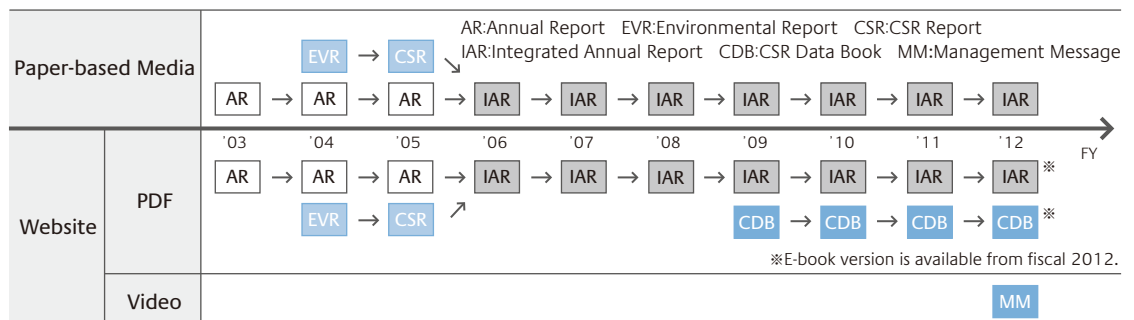 AR:Annual Report EVR:Environmental Report CSR:CSR Report
IAR:Integrated Annual Report CDB:CSR Data Book MM:Management Message
Paper-based Media
EVR → CSR ↘
AR → AR → AR → IAR → IAR → IAR → IAR → IAR → IAR → IAR
'03 '04 '05 '06 '07 '08 '09 '10 '11 '12 FY
Website
PDF
AR → AR → AR → IAR → IAR → IAR → IAR → IAR → IAR → IAR ※
EVR → CSR ↗ CDB → CDB → CDB → CDB ※
※E-book version is available from fiscal 2012.
Video MM